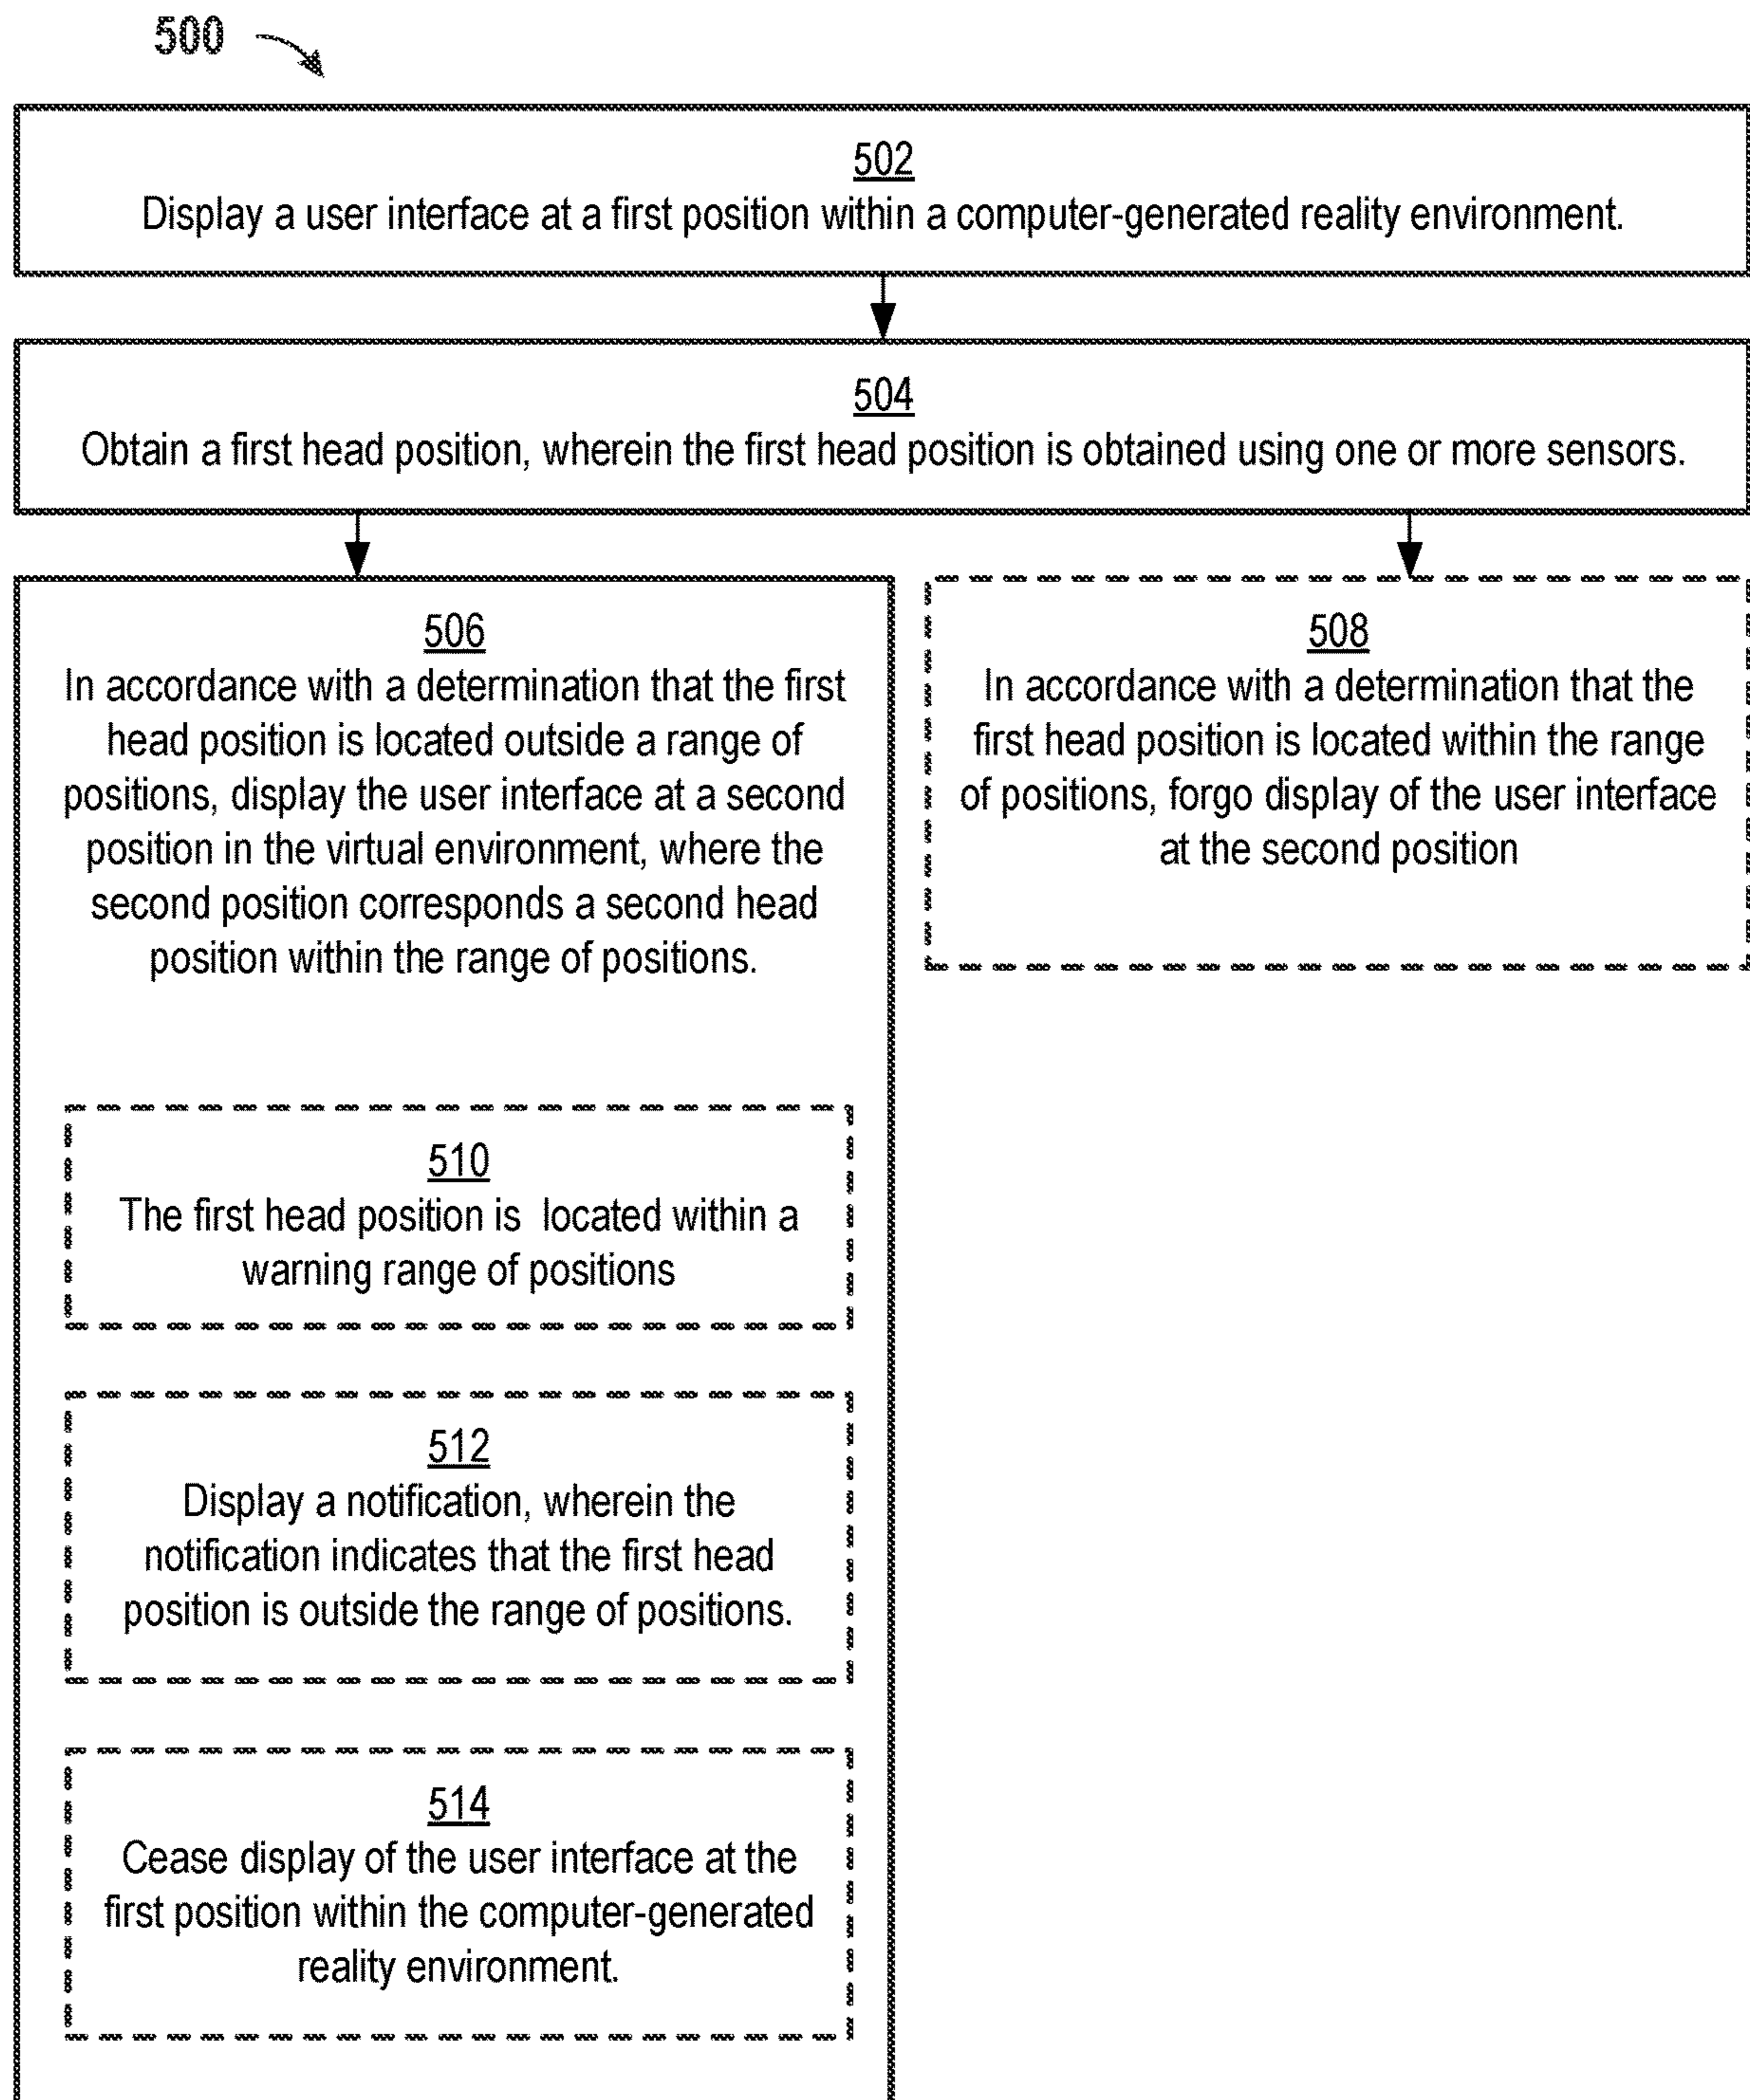 500
502
Display a user interface at a first position within a computer-generated reality environment.
504
Obtain a first head position, wherein the first head position is obtained using one or more sensors.
506
In accordance with a determination that the first
head position is located outside a range of
positions, display the user interface at a second
position in the virtual environment, where the
second position corresponds a second head
position within the range of positions.
508
In accordance with a determination that the
first head position is located within the range
of positions, forgo display of the user interface
at the second position
510
The first head position is located within a
warning range of positions
512
Display a notification, wherein the
notification indicates that the first head
position is outside the range of positions.
514
Cease display of the user interface at the
first position within the computer-generated
reality environment.